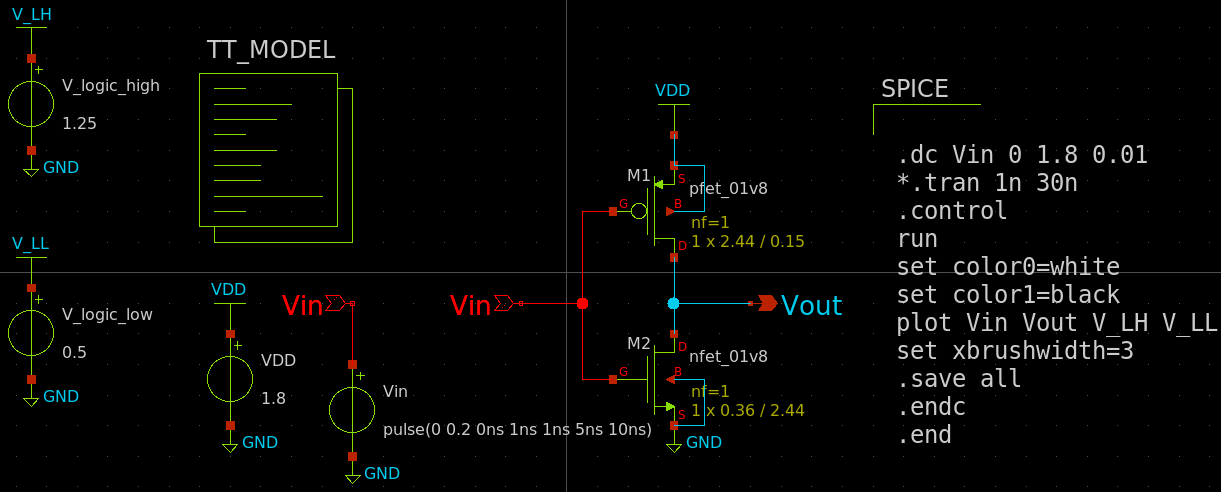 V_LH
+
V_logic_high
1.25
GND
TT_MODEL
V_LL
+
V_logic_low
0.5
GND
VDD
+
VDD
1.8
GND
Vin
+
Vin
pulse(0 0.2 0ns 1ns 1ns 5ns 10ns)
GND
Vin
VDD
M1
S
pfet_01v8
G
B
nf=1
D
1 x 2.44 / 0.15
Vout
M2
D
nfet_01v8
G
B
nf=1
S
1 x 0.36 / 2.44
GND
SPICE
.dc Vin 0 1.8 0.01
*.tran 1n 30n
.control
run
set color0=white
set color1=black
plot Vin Vout V_LH V_LL
set xbrushwidth=3
.save all
.endc
.end